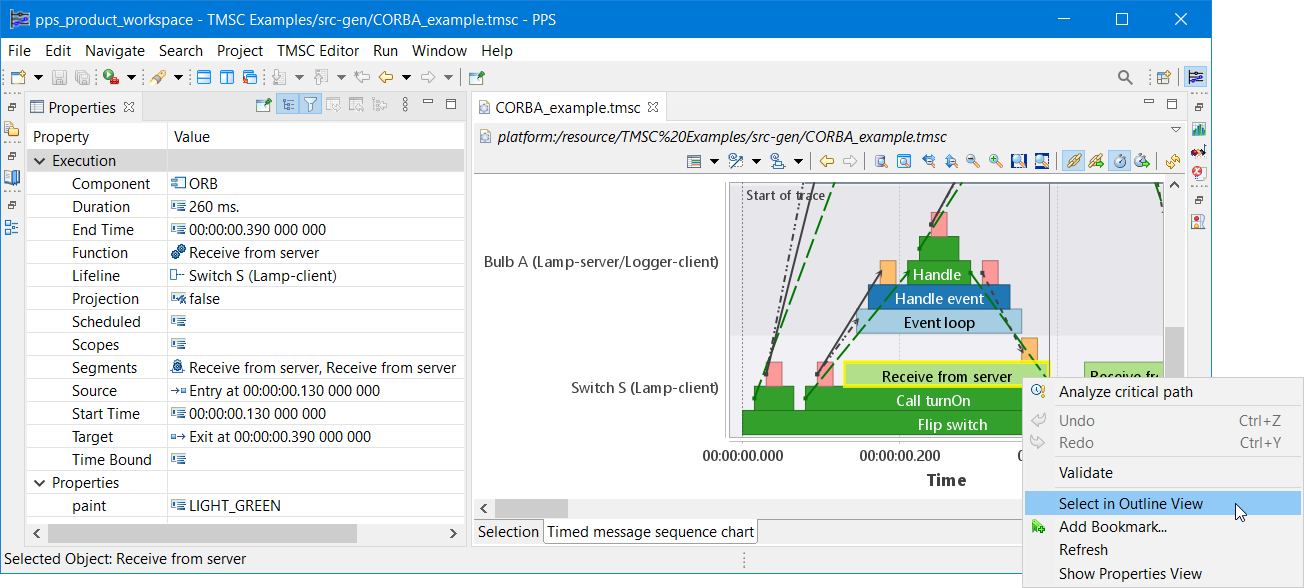 pps_product_workspace - TMSC Examples/src-gen/CORBA_example.tmsc - PPS
File Edit Navigate Search Project TMSC Editor Run Window Help
Properties
Property Value
Execution
Component ORB
Duration 260 ms.
End Time 00:00:00.390 000 000
Function Receive from server
Lifeline Switch S (Lamp-client)
Projection false
Scheduled
Scopes
Segments Receive from server, Receive from server
Source Entry at 00:00:00.130 000 000
Start Time 00:00:00.130 000 000
Target Exit at 00:00:00.390 000 000
Time Bound
Properties
paint LIGHT_GREEN
CORBA_example.tmsc
platform:/resource/TMSC%20Examples/src-gen/CORBA_example.tmsc
Start of trace
Bulb A (Lamp-server/Logger-client)
Handle
Handle event
Event loop
Switch S (Lamp-client)
Receive from server
Call turnOn
Flip switch
00:00:00.000 00:00:00.200
Time
Selection Timed message sequence chart
Analyze critical path
Undo Ctrl+Z
Redo Ctrl+Y
Validate
Select in Outline View
Add Bookmark...
Refresh
Show Properties View
Selected Object: Receive from server